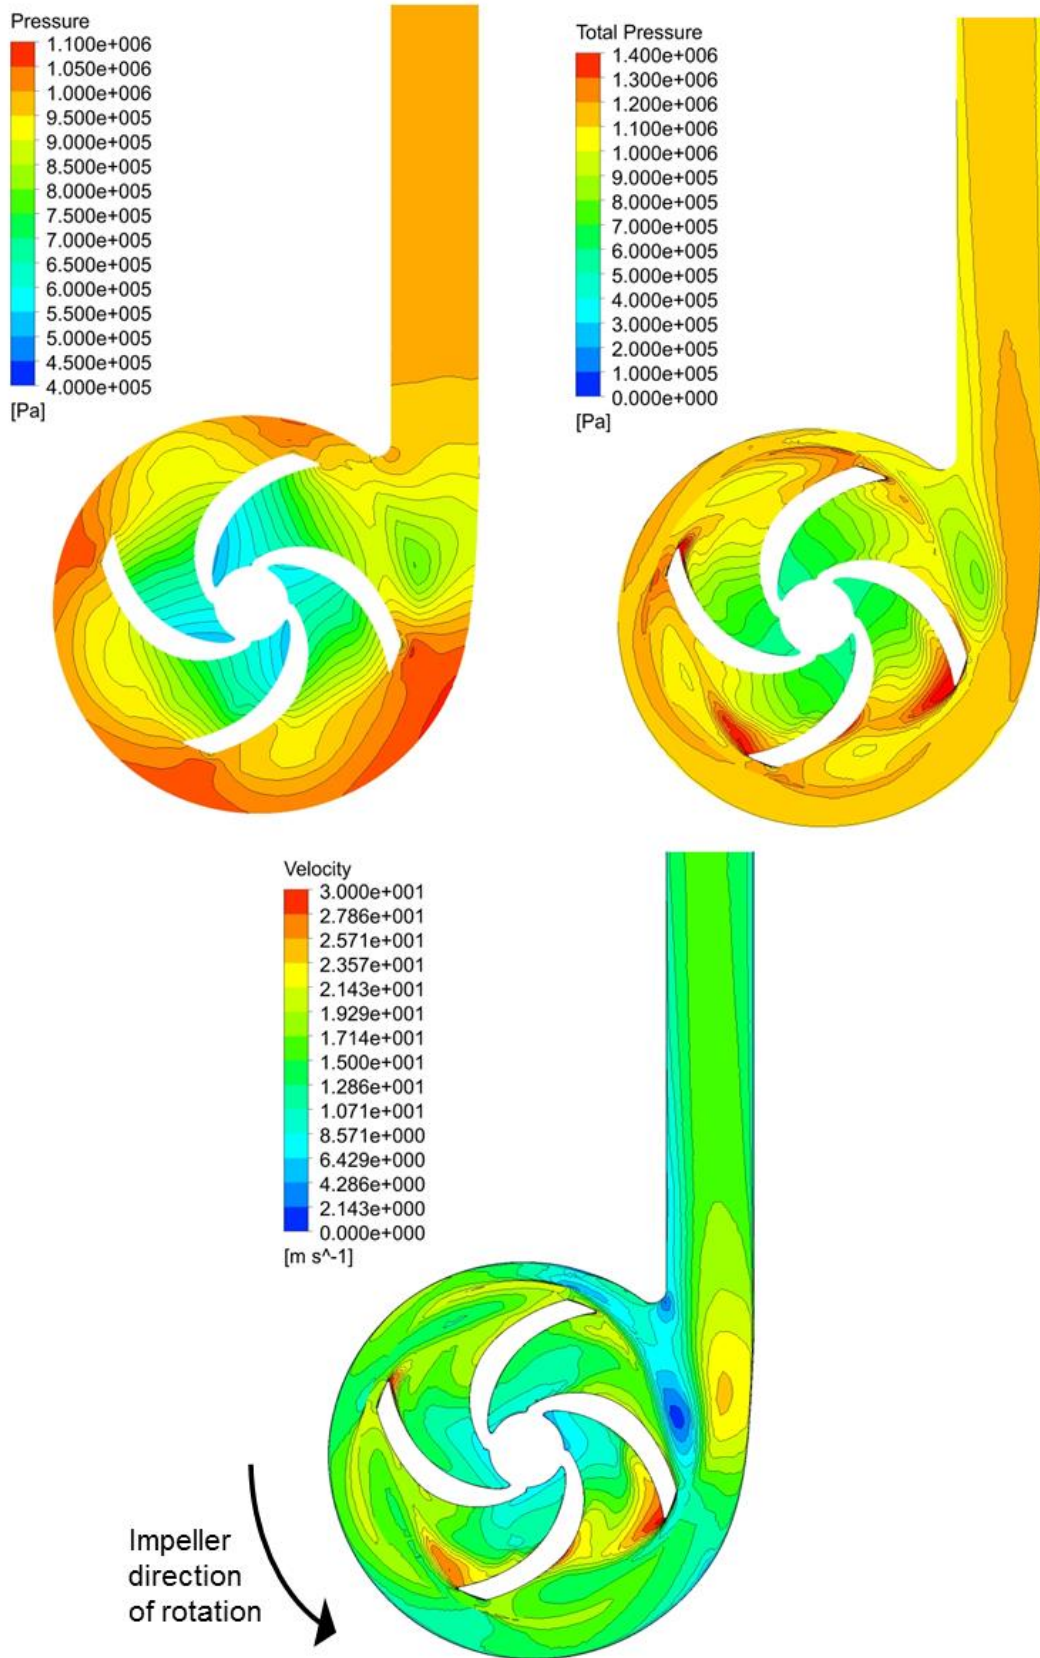 Pressure
1.100e+006
1.050e+006
1.000e+006
9.500e+005
9.000e+005
8.500e+005
8.000e+005
7.500e+005
7.000e+005
6.500e+005
6.000e+005
5.500e+005
5.000e+005
4.500e+005
4.000e+005
[Pa]
Total Pressure
1.400e+006
1.300e+006
1.200e+006
1.100e+006
1.000e+006
9.000e+005
8.000e+005
7.000e+005
6.000e+005
5.000e+005
4.000e+005
3.000e+005
2.000e+005
1.000e+005
0.000e+000
[Pa]
Velocity
3.000e+001
2.786e+001
2.571e+001
2.357e+001
2.143e+001
1.929e+001
1.714e+001
1.500e+001
1.286e+001
1.071e+001
8.571e+000
6.429e+000
4.286e+000
2.143e+000
0.000e+000
[m s^-1]
Impeller
direction
of rotation